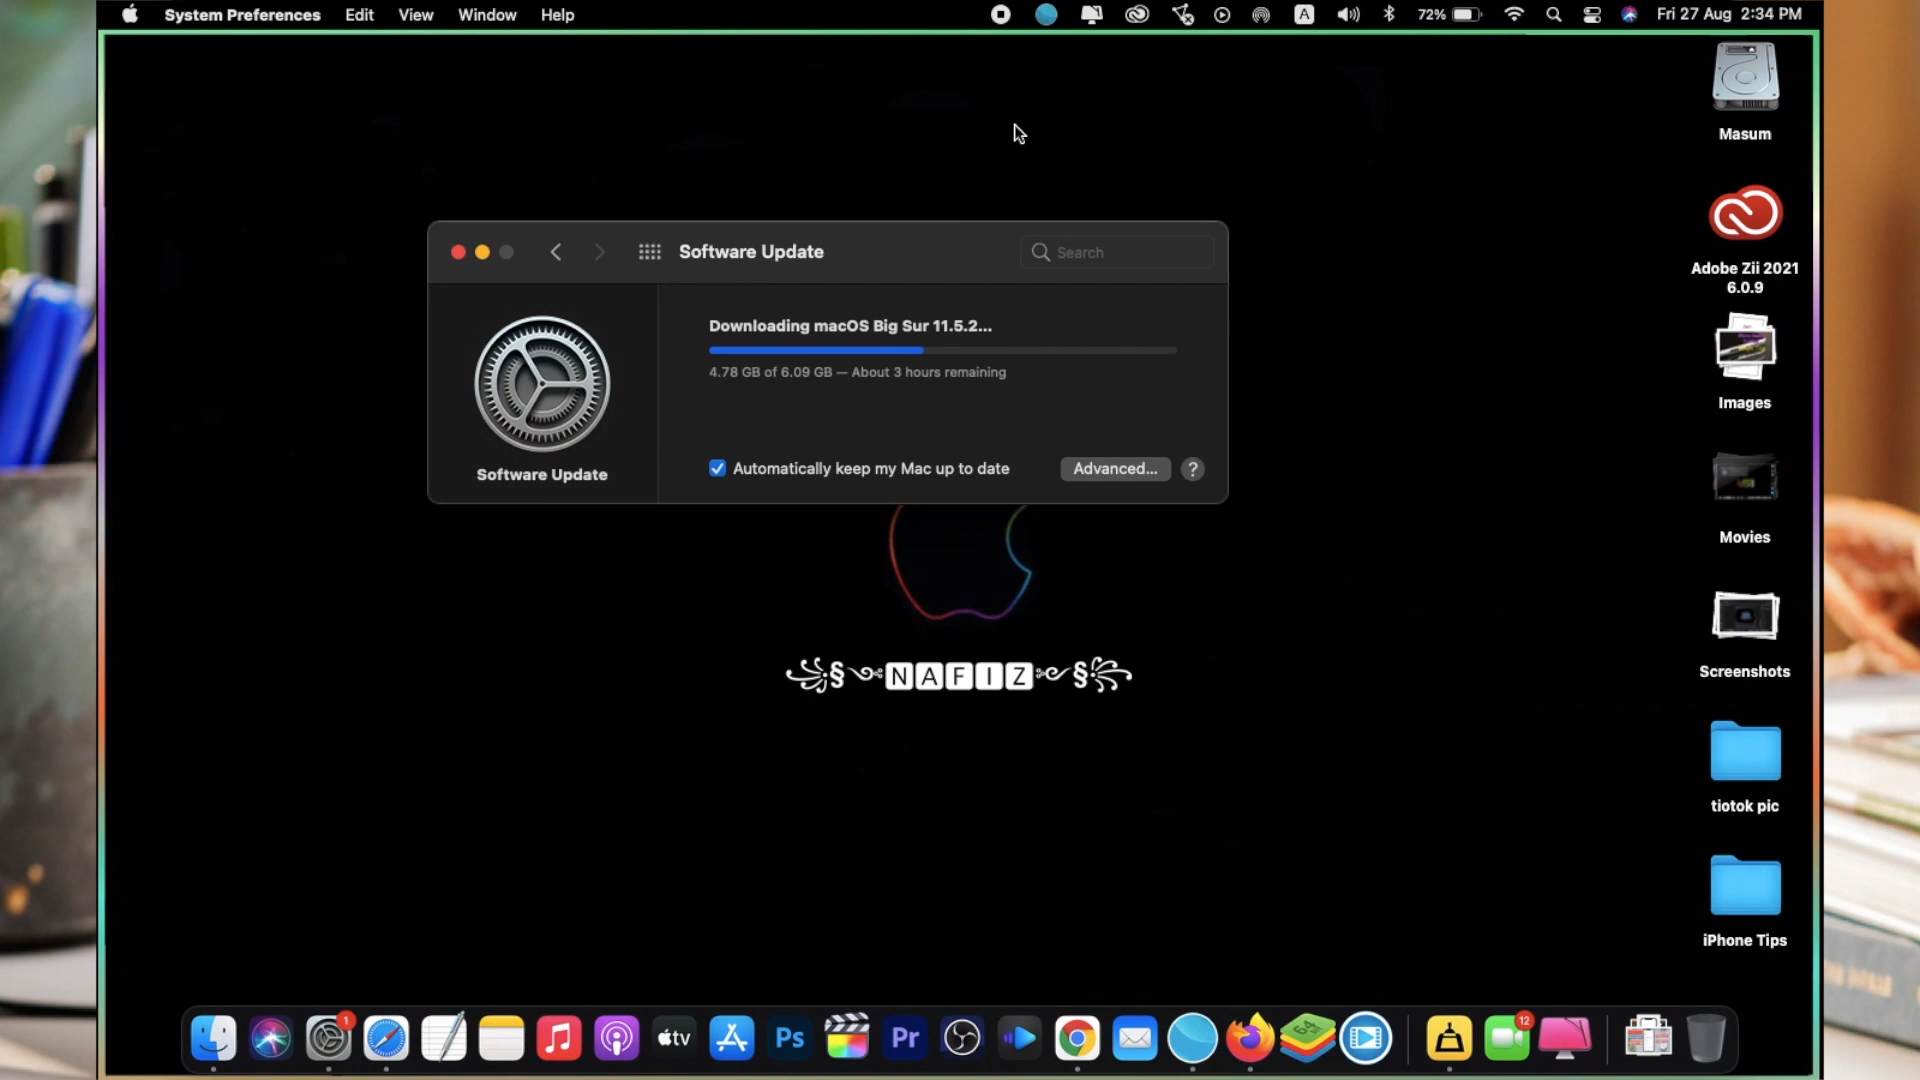 System Preferences Edit View Window Help
A 72% Fri 27 Aug 2:34 PM
Masum
Adobe Zii 2021
6.0.9
Images
Movies
Screenshots
tiotok pic
iPhone Tips
Software Update
Search
Downloading macOS Big Sur 11.5.2...
4.78 GB of 6.09 GB — About 3 hours remaining
Software Update
Automatically keep my Mac up to date
Advanced...
?
NAFIZ
1
tv
Ps
Pr
64
12